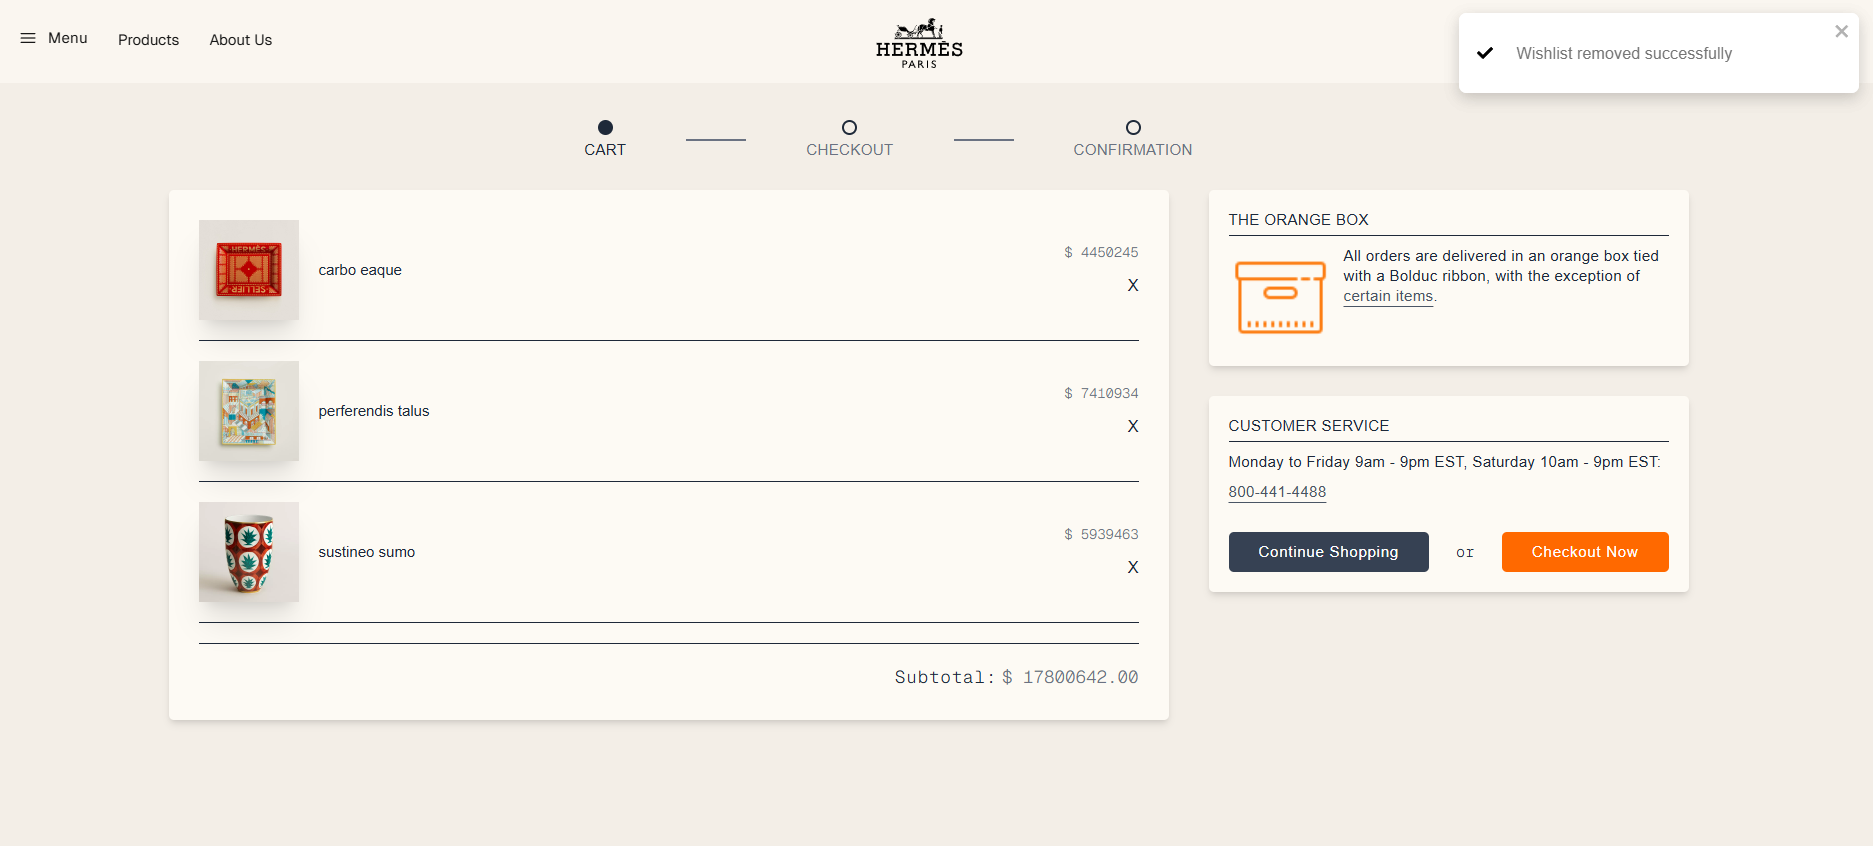 Menu
Products
About Us
HERMÈS
PARIS
Wishlist removed successfully
CART
CHECKOUT
CONFIRMATION
HERMÈS
SELLIER
carbo eaque
$ 4450245
X
perferendis talus
$ 7410934
X
sustineo sumo
$ 5939463
X
Subtotal: $ 17800642.00
THE ORANGE BOX
All orders are delivered in an orange box tied
with a Bolduc ribbon, with the exception of
certain items.
CUSTOMER SERVICE
Monday to Friday 9am - 9pm EST, Saturday 10am - 9pm EST:
800-441-4488
Continue Shopping
or
Checkout Now